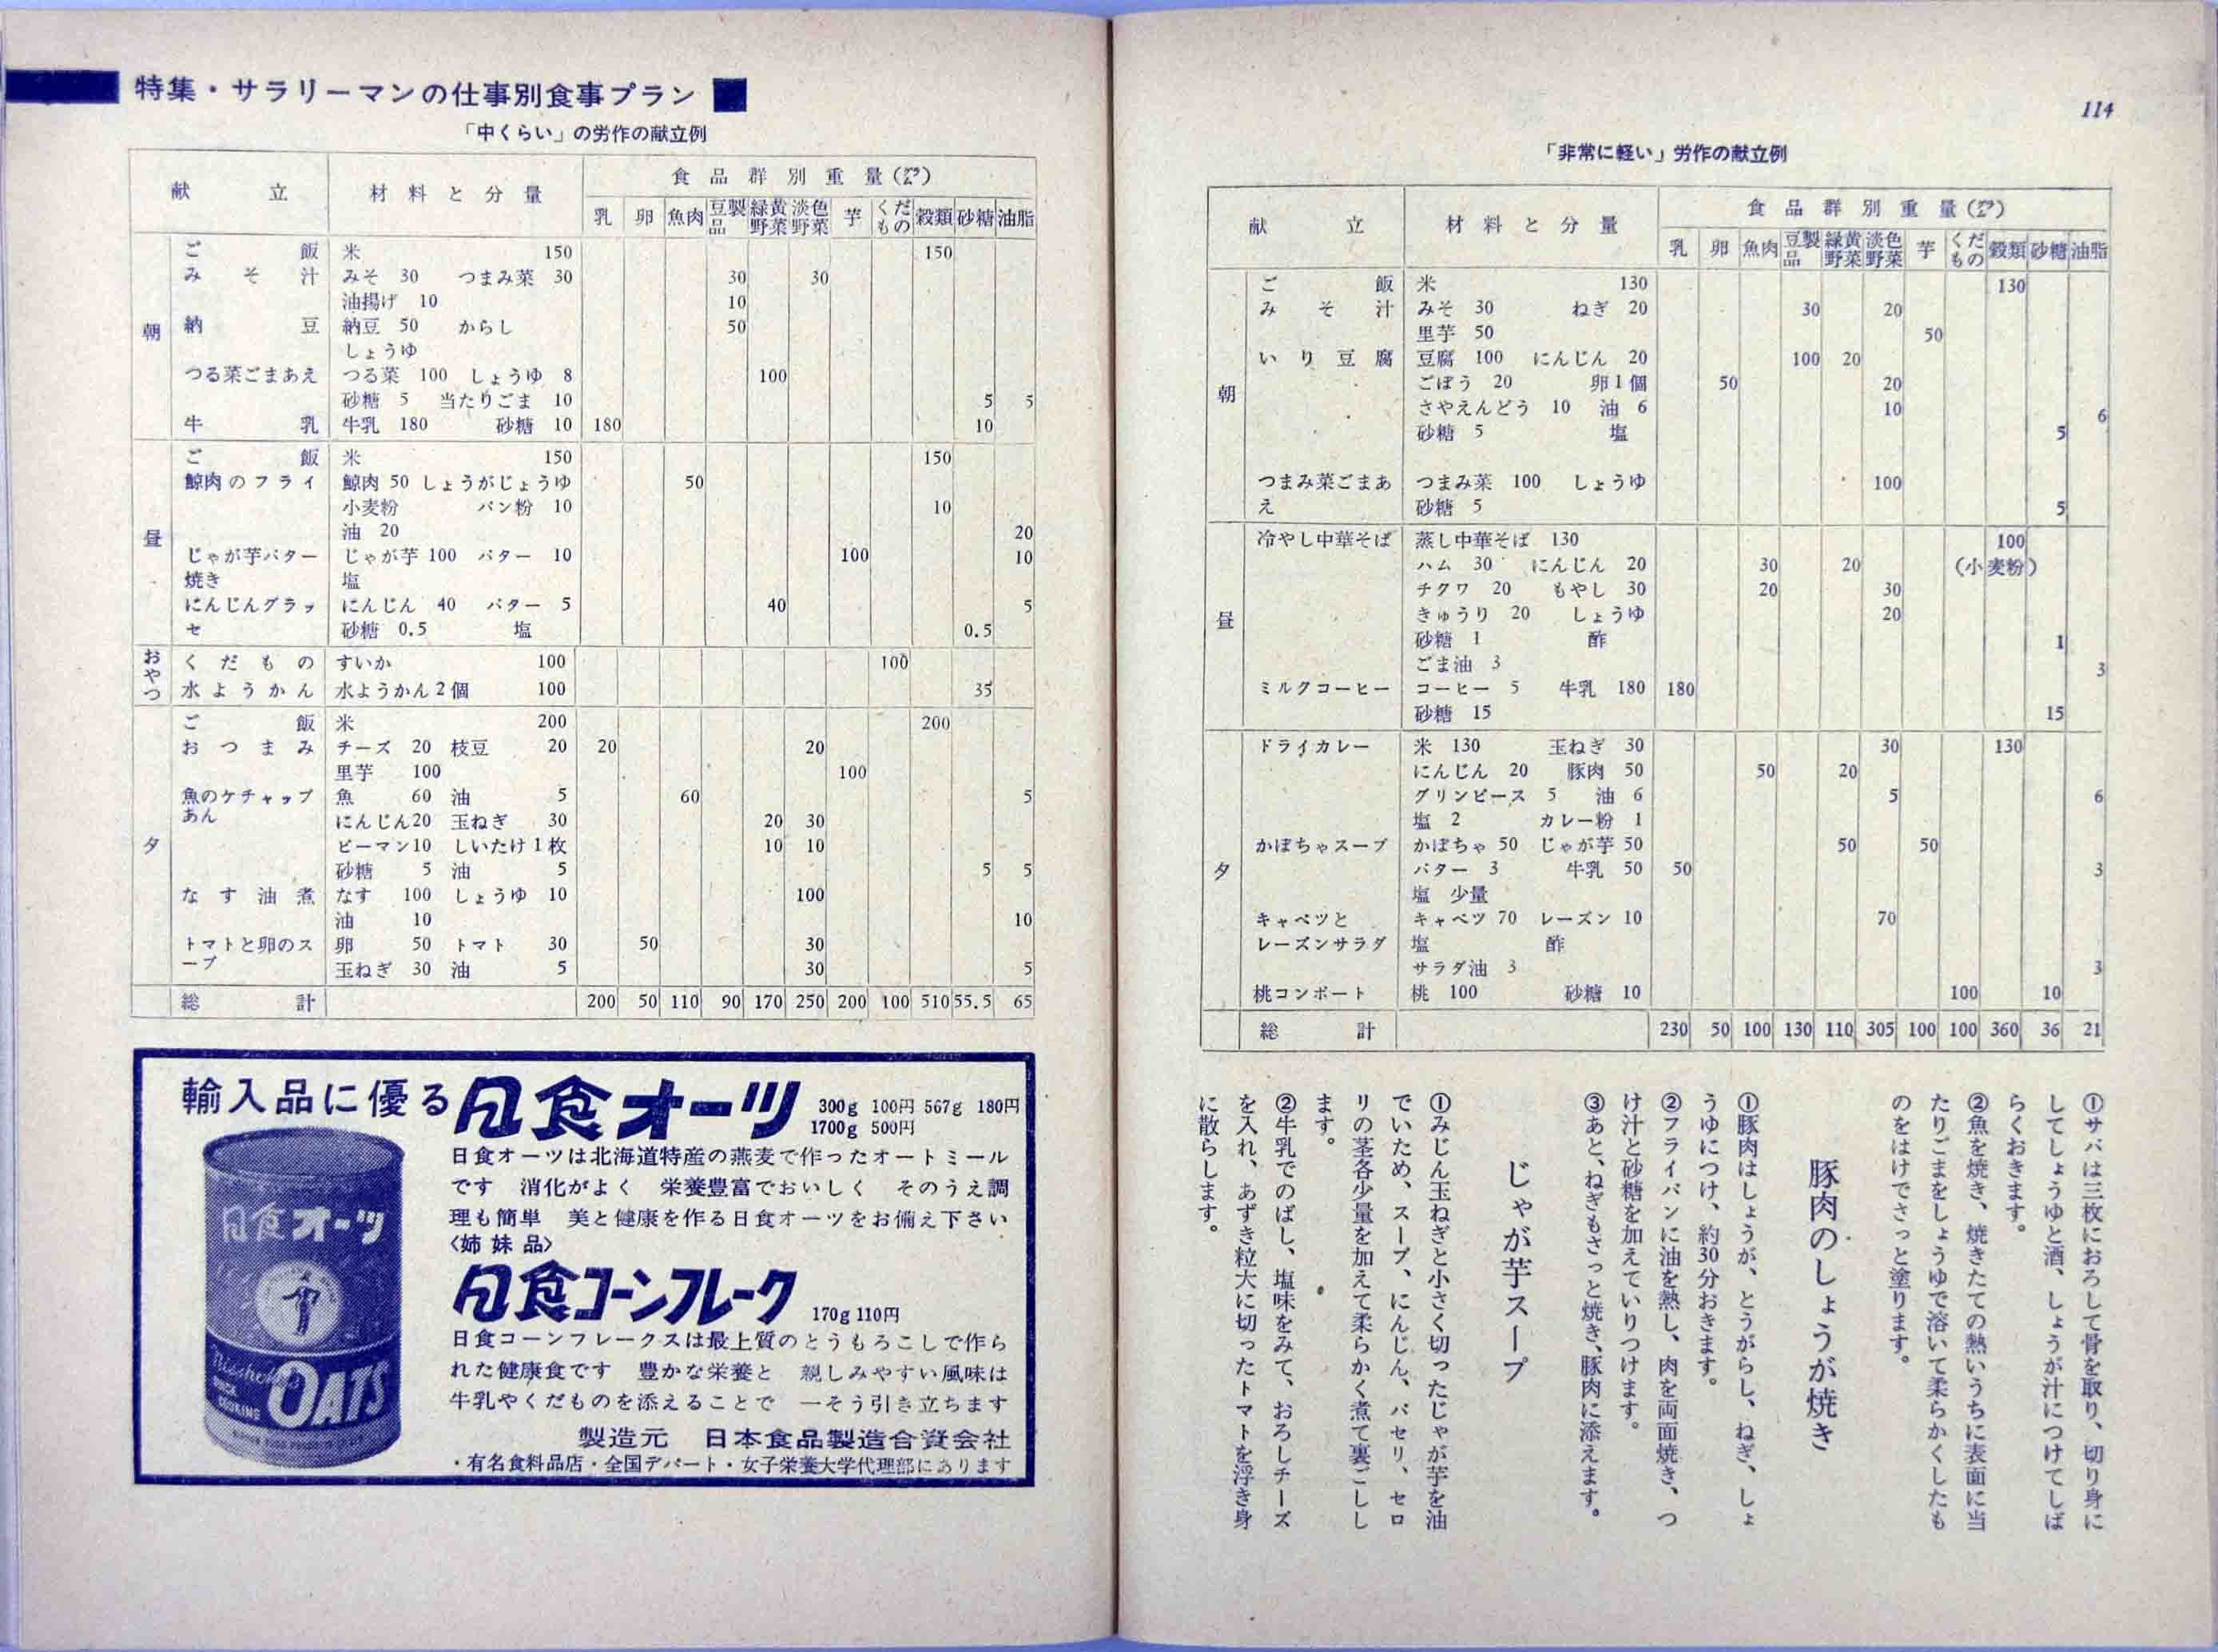 114
「非常に軽い」労作の献立例
献立 材料と分量 食品群別重量(㌘)
乳 卵 魚肉 豆製品 緑黄野菜 淡色野菜 芋 くだもの 穀類 砂糖 油脂
朝
ご飯 米 130 130
みそ汁 みそ 30 ねぎ 20 30 20
里芋 50 50
いり豆腐 豆腐 100 にんじん 20 100 20
ごぼう 20 卵1個 50 20
さやえんどう 10 油 6 10 6
砂糖 5 塩 5
つまみ菜ごまあえ つまみ菜 100 しょうゆ 100
砂糖 5 5
昼
冷やし中華そば 蒸し中華そば 130 100
ハム 30 にんじん 20 30 20 (小麦粉)
チクワ 20 もやし 30 20 30
きゅうり 20 しょうゆ 20
砂糖 1 酢 1
ごま油 3 3
ミルクコーヒー コーヒー 5 牛乳 180 180
砂糖 15 15
夕
ドライカレー 米 130 玉ねぎ 30 30 130
にんじん 20 豚肉 50 50 20
グリンピース 5 油 6 5 6
塩 2 カレー粉 1
かぼちゃスープ かぼちゃ 50 じゃが芋 50 50 50
バター 3 牛乳 50 50 3
塩 少量
キャベツと キャベツ 70 レーズン 10 70
レーズンサラダ 塩 酢
サラダ油 3 3
桃コンポート 桃 100 砂糖 10 100 10
総計 230 50 100 130 110 305 100 100 360 36 21
①サバは三枚におろして骨を取り、切り身に
してしょうゆと酒、しょうが汁につけてしば
らくおきます。
②魚を焼き、焼きたての熱いうちに表面に当
たりごまをしょうゆで溶いて柔らかくしたも
のをはけでさっと塗ります。
豚肉のしょうが焼き
①豚肉はしょうが、とうがらし、ねぎ、しょ
うゆにつけ、約30分おきます。
②フライパンに油を熱し、肉を両面焼き、つ
け汁と砂糖を加えていりつけます。
③あと、ねぎもさっと焼き、豚肉に添えます。
じゃが芋スープ
①みじん玉ねぎと小さく切ったじゃが芋を油
でいため、スープ、にんじん、パセリ、セロ
リの茎各少量を加えて柔らかく煮て裏ごしし
ます。
②牛乳でのばし、塩味をみて、おろしチーズ
を入れ、あずき粒大に切ったトマトを浮き身
に散らします。
特集・サラリーマンの仕事別食事プラン
「中くらい」の労作の献立例
献立 材料と分量 食品群別重量(㌘)
乳 卵 魚肉 豆製品 緑黄野菜 淡色野菜 芋 くだもの 穀類 砂糖 油脂
朝
ご飯 米 150 150
みそ汁 みそ 30 つまみ菜 30 30 30
油揚げ 10 10
納豆 納豆 50 からし 50
しょうゆ
つる菜ごまあえ つる菜 100 しょうゆ 8 100
砂糖 5 当たりごま 10 5 5
牛乳 牛乳 180 砂糖 10 180 10
昼
ご飯 米 150 150
鯨肉のフライ 鯨肉 50 しょうがじょうゆ 50
小麦粉 パン粉 10 10
油 20 20
じゃが芋バター じゃが芋 100 バター 10 100 10
焼き 塩
にんじんグラッ にんじん 40 バター 5 40 5
セ 砂糖 0.5 塩 0.5
おやつ
くだもの すいか 100 100
水ようかん 水ようかん2個 100 35
夕
ご飯 米 200 200
おつまみ チーズ 20 枝豆 20 20 20
里芋 100 100
魚のケチャップ 魚 60 油 5 60 5
あん にんじん20 玉ねぎ 30 20 30
ピーマン10 しいたけ1枚 10 10
砂糖 5 油 5 5 5
なす油煮 なす 100 しょうゆ 10 100
油 10 10
トマトと卵のス 卵 50 トマト 30 50 30
ープ 玉ねぎ 30 油 5 30 5
総計 200 50 110 90 170 250 200 100 510 55.5 65
輸入品に優る 日食オーツ 300g 100円 567g 180円
1700g 500円
日食オーツは北海道特産の燕麦で作ったオートミール
です 消化がよく 栄養豊富でおいしく そのうえ調
理も簡単 美と健康を作る日食オーツをお備え下さい
〈姉妹品〉
日食コーンフレーク 170g 110円
日食コーンフレークスは最上質のとうもろこしで作ら
れた健康食です 豊かな栄養と 親しみやすい風味は
牛乳やくだものを添えることで 一そう引き立ちます
製造元 日本食品製造合資会社
・有名食料品店・全国デパート・女子栄養大学代理部にあります
日食オーツ
QUICK
COOKING
OATS